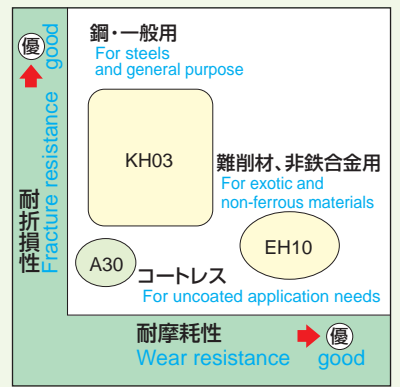 鋼・一般用
For steels
and general purpose
KH03
難削材、非鉄合金用
For exotic and
non-ferrous materials
EH10
A30
コートレス
For uncoated application needs
優
good
耐折損性
Fracture resistance
耐摩耗性
優
Wear resistance
good